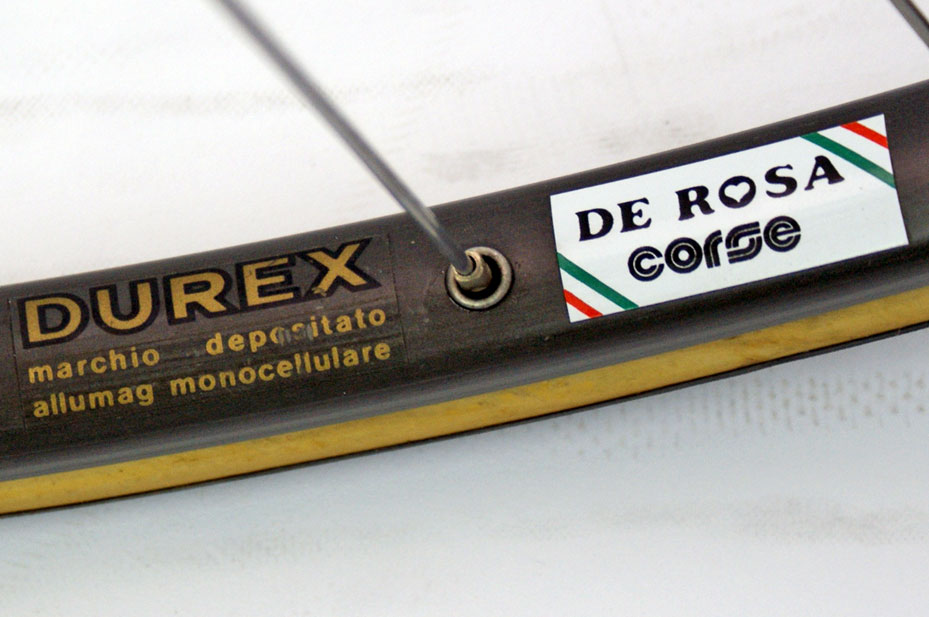 DUREX
marchio depositato
allumag monocellulare
DE ROSA
corse